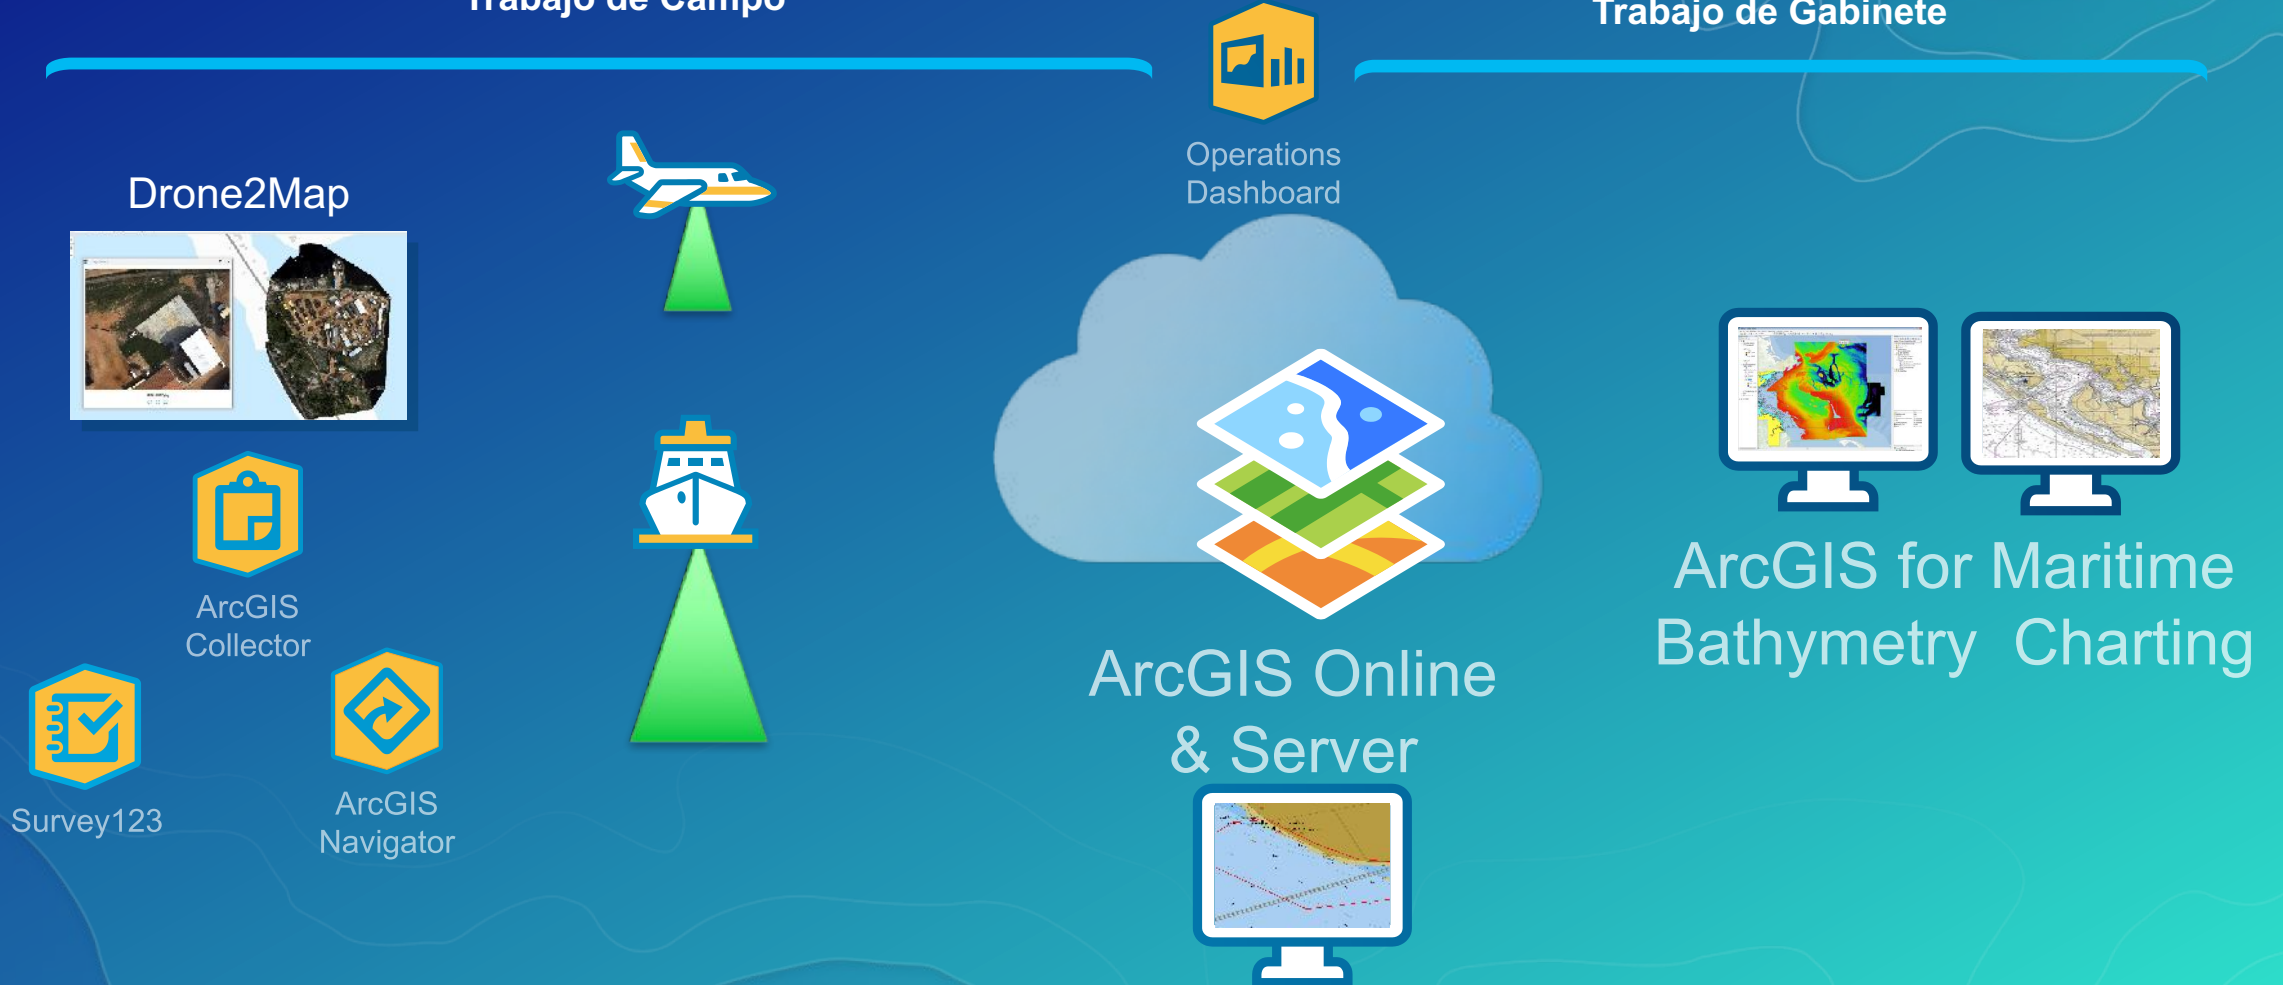 Trabajo de Campo
Trabajo de Gabinete
Operations
Dashboard
Drone2Map
ArcGIS
Collector
Survey123
ArcGIS
Navigator
ArcGIS Online
& Server
ArcGIS for Maritime
Bathymetry Charting